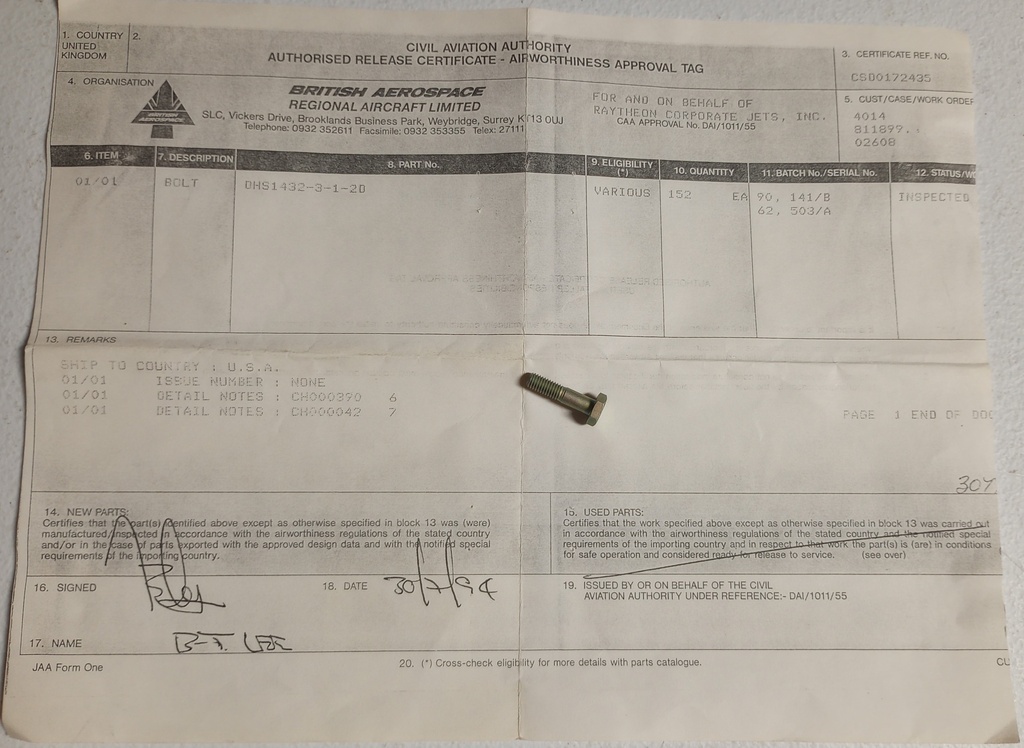 1. COUNTRY
UNITED
KINGDOM
2.
CIVIL AVIATION AUTHORITY
AUTHORISED RELEASE CERTIFICATE - AIRWORTHINESS APPROVAL TAG
3. CERTIFICATE REF. NO.
CSD0172435
4. ORGANISATION
BRITISH
AEROSPACE
BRITISH AEROSPACE
REGIONAL AIRCRAFT LIMITED
SLC, Vickers Drive, Brooklands Business Park, Weybridge, Surrey KT13 0UJ
Telephone: 0932 352611 Facsimile: 0932 353355 Telex: 27111
FOR AND ON BEHALF OF
RAYTHEON CORPORATE JETS, INC.
CAA APPROVAL No. DAI/1011/55
5. CUST/CASE/WORK ORDER
4014
811899.
02608
6. ITEM
7. DESCRIPTION
8. PART No.
9. ELIGIBILITY (*)
10. QUANTITY
11. BATCH No./SERIAL No.
12. STATUS/W
01/01 BOLT DHS1432-3-1-2D VARIOUS 152 EA 90, 141/B INSPECTED
62, 503/A
13. REMARKS
SHIP TO COUNTRY : U.S.A.
01/01 ISSUE NUMBER : NONE
01/01 DETAIL NOTES : CH000390 6
01/01 DETAIL NOTES : CH000042 7
PAGE 1 END OF DOC
307
14. NEW PARTS:
Certifies that the part(s) identified above except as otherwise specified in block 13 was (were)
manufactured/inspected in accordance with the airworthiness regulations of the stated country
and/or in the case of parts exported with the approved design data and with the notified special
requirements of the importing country.
15. USED PARTS:
Certifies that the work specified above except as otherwise specified in block 13 was carried out
in accordance with the airworthiness regulations of the stated country and the notified special
requirements of the importing country and in respect to that work the part(s) is (are) in conditions
for safe operation and considered ready for release to service. (see over)
16. SIGNED
18. DATE 30/7/94
19. ISSUED BY OR ON BEHALF OF THE CIVIL
AVIATION AUTHORITY UNDER REFERENCE:- DAI/1011/55
17. NAME B-T. LEE
JAA Form One
20. (*) Cross-check eligibility for more details with parts catalogue.
CU